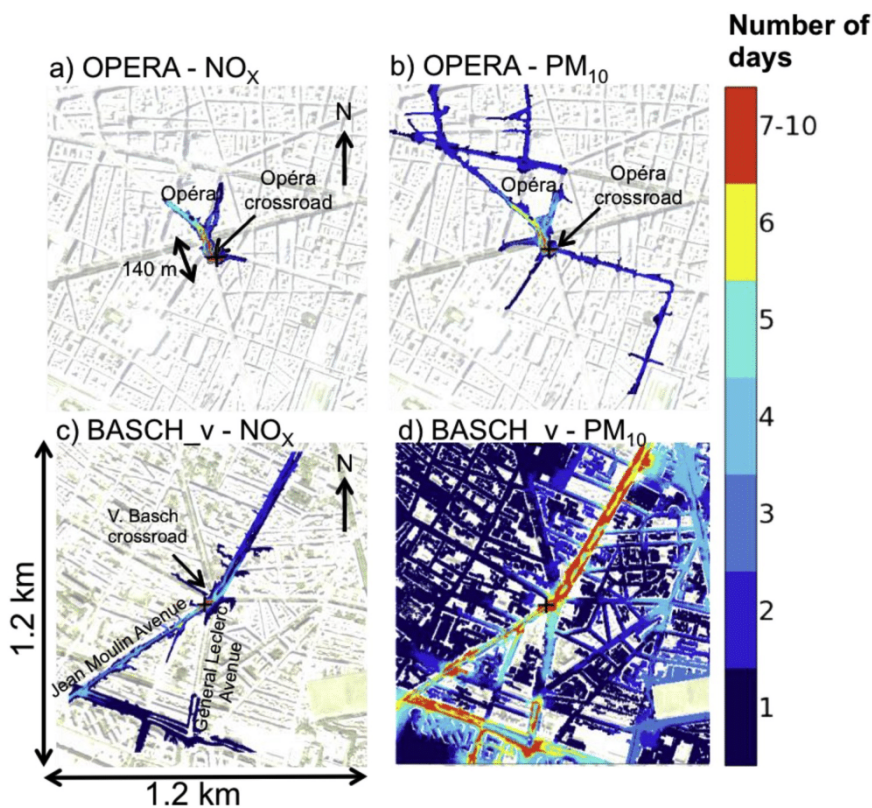 Number of
days
a) OPERA - NOX
b) OPERA - PM10
N
Opéra
Opéra
crossroad
140 m
Opéra
Opéra
crossroad
7-10
6
5
4
3
2
1
c) BASCH_v - NOX
d) BASCH_v - PM10
N
V. Basch
crossroad
Jean Moulin Avenue
General Leclerc
Avenue
1.2 km
1.2 km